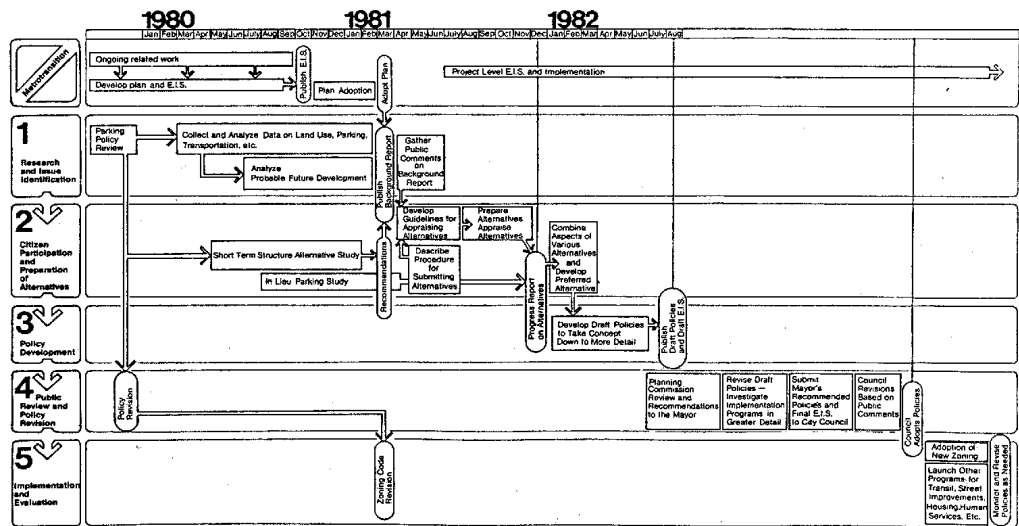 1980
1981
1982
Jan Feb Mar Apr May Jun July Aug Sep Oct Nov Dec Jan Feb Mar Apr May Jun July Aug Sep Oct Nov Dec Jan Feb Mar Apr May Jun July Aug
Metrotransition
Ongoing related work
Develop plan and E.I.S.
Publish E.I.S.
Plan Adoption
Adopt Plan
Project Level E.I.S. and Implementation
1
Research
and Issue
Identification
Parking
Policy
Review
Collect and Analyze Data on Land Use, Parking,
Transportation, etc.
Analyze
Probable Future Development
Publish
Background Report
Gather
Public
Comments
on
Background
Report
2
Citizen
Participation
and
Preparation
of
Alternatives
Short Term Structure Alternative Study
In Lieu Parking Study
Recommendations
Develop
Guidelines for
Appraising
Alternatives
Prepare
Alternatives
Appraise
Alternatives
Describe
Procedure
for
Submitting
Alternatives
Progress Report
on Alternatives
Combine
Aspects of
Various
Alternatives
and
Develop
Preferred
Alternative
3
Policy
Development
Develop Draft Policies
to Take Concept
Down to More Detail
Publish
Draft Policies
and Draft E.I.S.
4
Public
Review and
Policy
Revision
Policy
Revision
Planning
Commission
Review and
Recommendations
to the Mayor
Revise Draft
Policies —
Investigate
Implementation
Programs in
Greater Detail
Submit
Mayor's
Recommended
Policies and
Final E.I.S.
to City Council
Council
Revisions
Based on
Public
Comments
Council
Adopts Policies
5
Implementation
and
Evaluation
Zoning Code
Revision
Adoption of
New Zoning
Launch Other
Programs for
Transit, Street
Improvements,
Housing, Human
Services, Etc.
Monitor and Revise
Policies as Needed